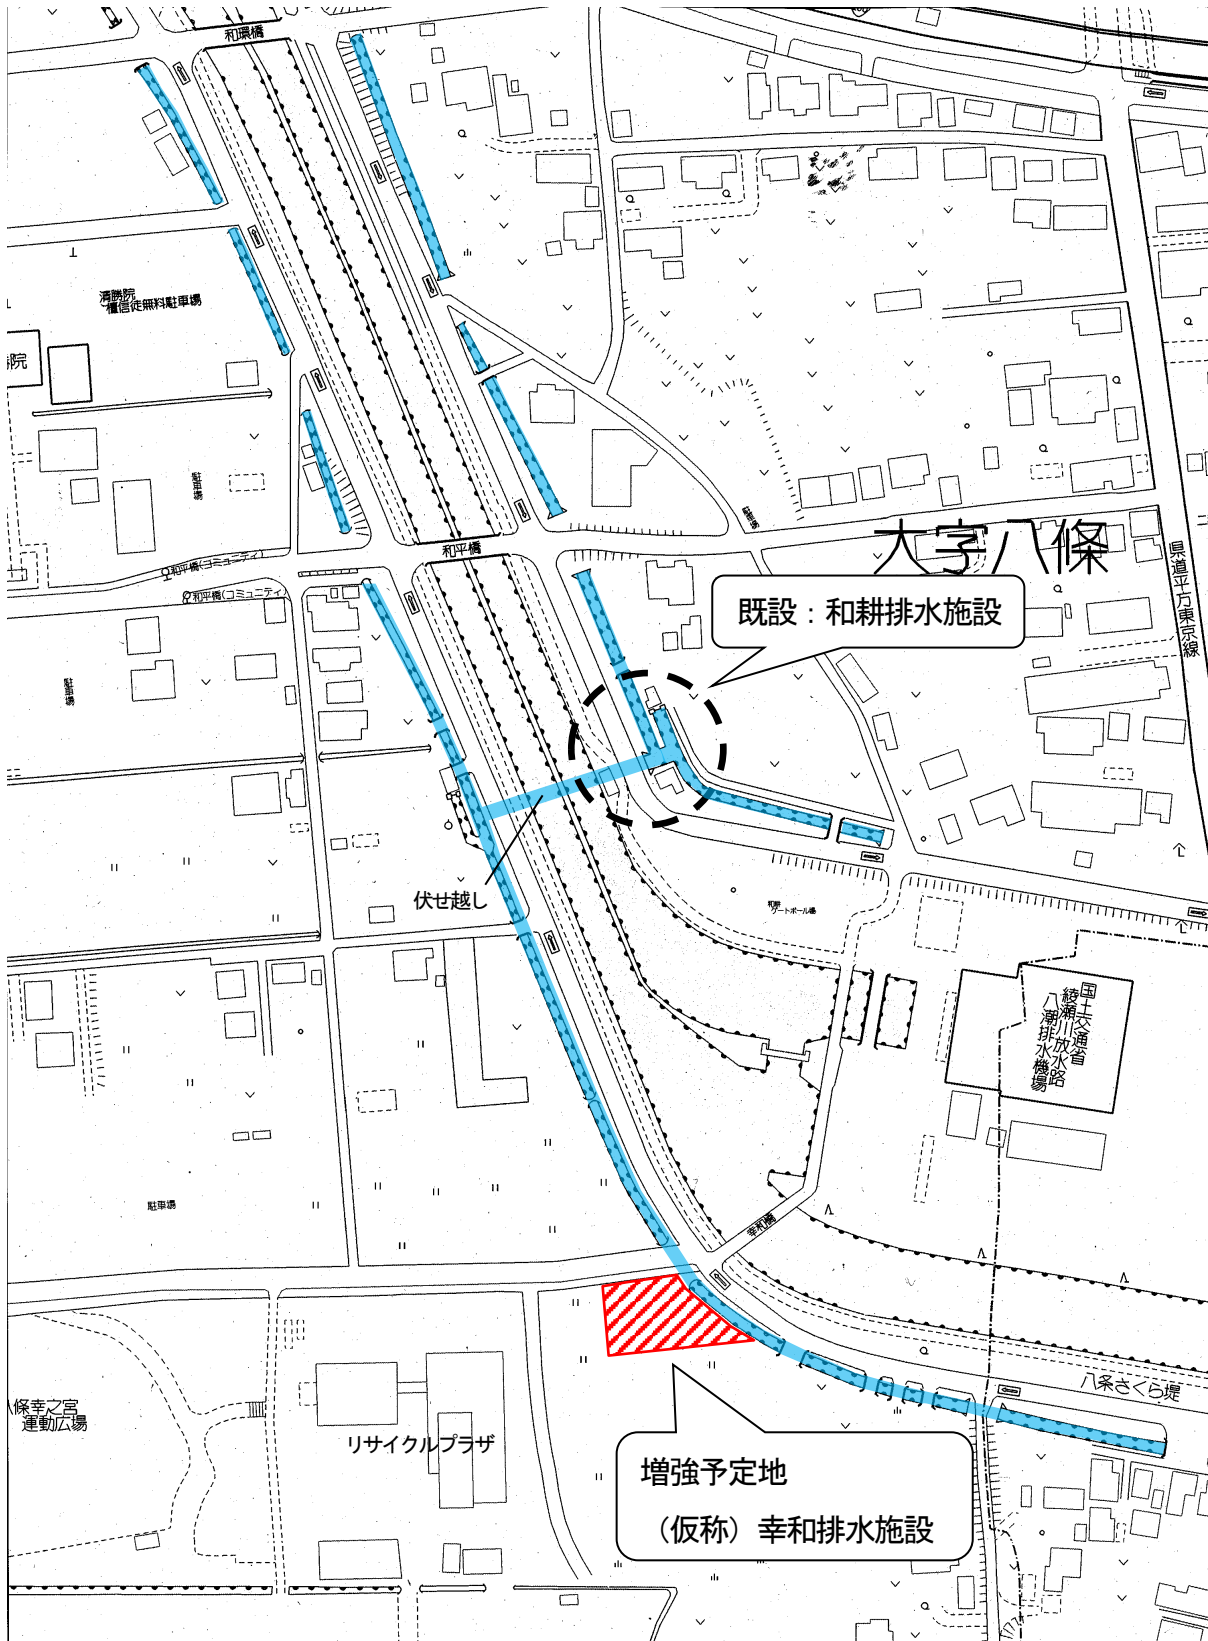 和環橋
清勝院
檀信徒無料駐車場
院
駐車場
和平橋(コミュニティ)
和平橋(コミュニティ)
和平橋
駐車場
大字八條
県道平方東京線
既設：和耕排水施設
駐車場
伏せ越し
和耕
ゲートボール場
国土交通省
綾瀬川放水路
八潮排水機場
駐車場
幸和橋
八条さくら堤
八條幸之宮
運動広場
リサイクルプラザ
増強予定地
（仮称）幸和排水施設